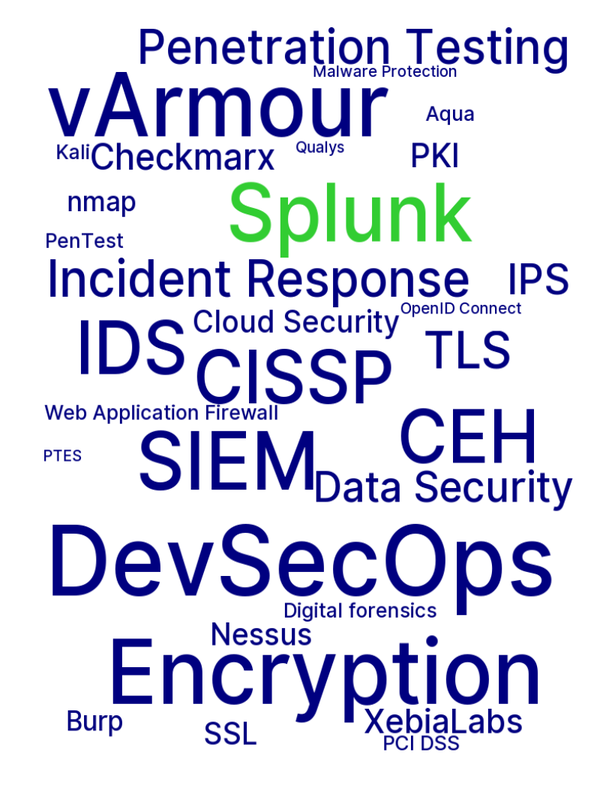 Penetration Testing
Malware Protection
vArmour
Aqua
Kali
Checkmarx
Qualys
PKI
nmap
Splunk
PenTest
Incident Response
IPS
OpenID Connect
IDS
Cloud Security
TLS
CISSP
Web Application Firewall
CEH
PTES
SIEM
Data Security
DevSecOps
Digital forensics
Nessus
Encryption
Burp
SSL
XebiaLabs
PCI DSS